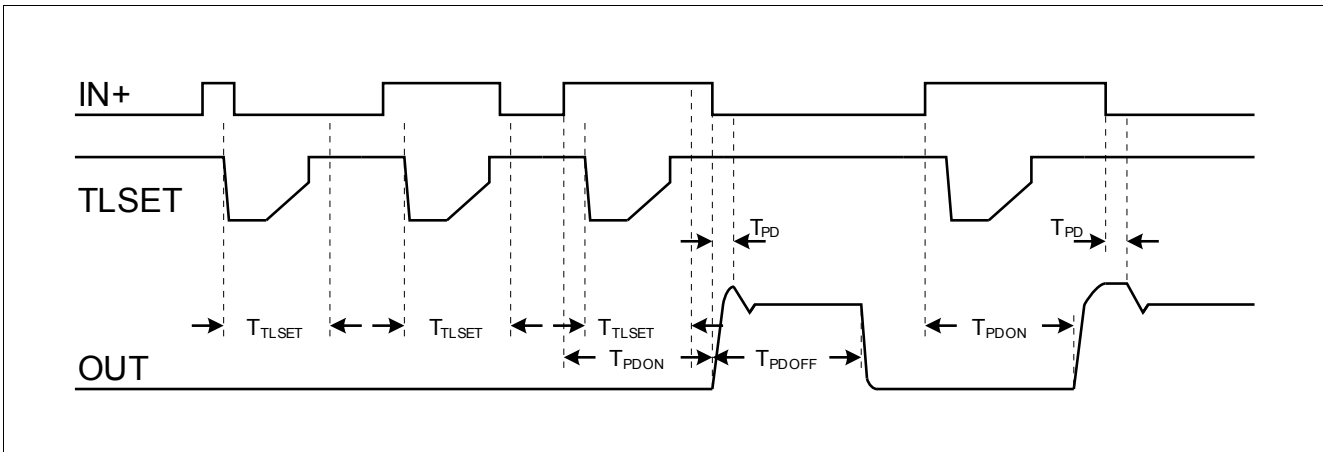 IN+
TLSET
TPD
TPD
TTLSET
TTLSET
TTLSET
TPDON
TPDON
TPDOFF
OUT